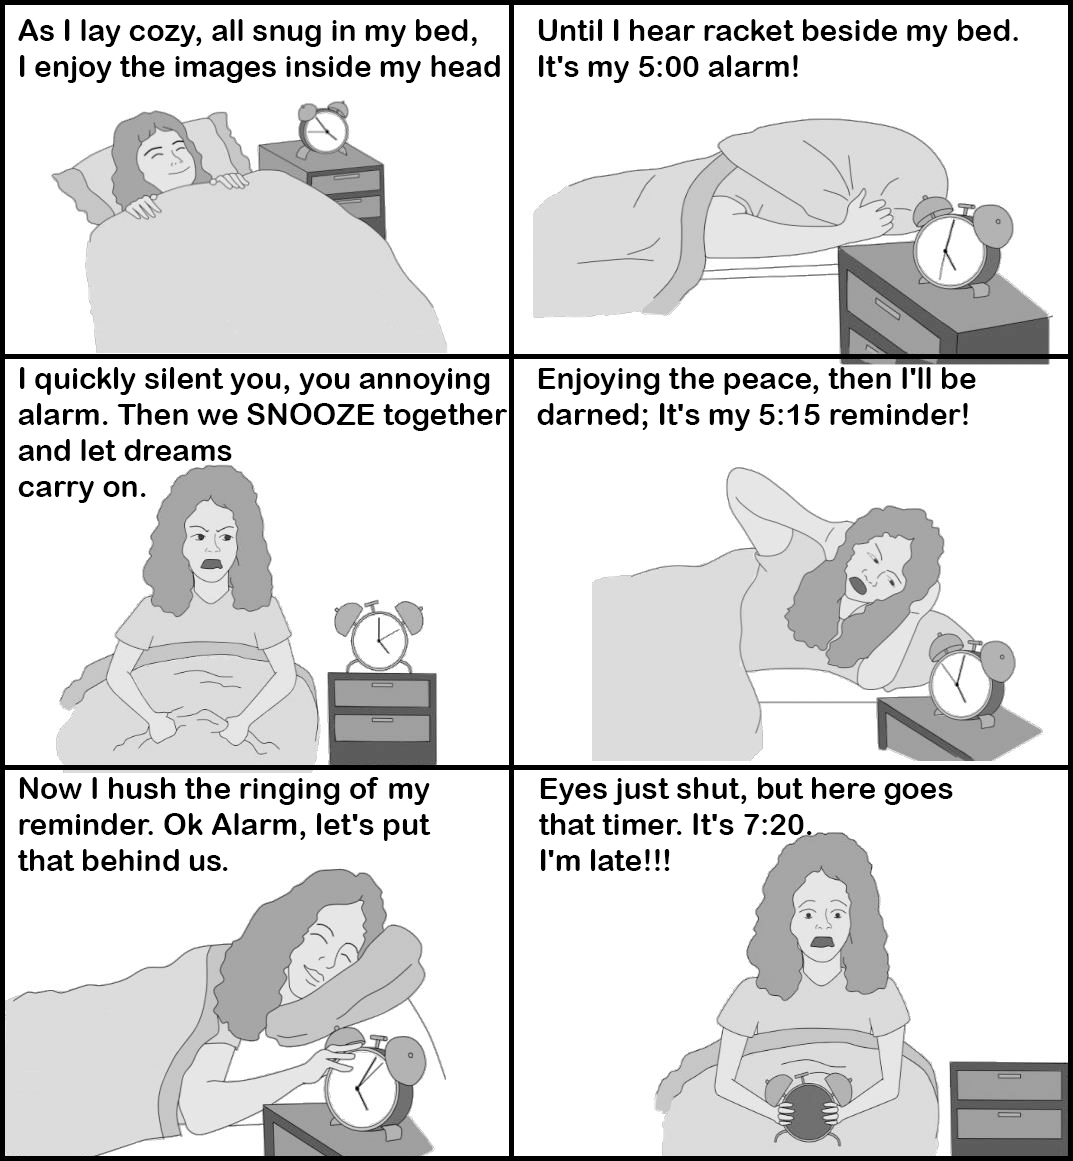 As I lay cozy, all snug in my bed,
I enjoy the images inside my head
Until I hear racket beside my bed.
It's my 5:00 alarm!
I quickly silent you, you annoying
alarm. Then we SNOOZE together
and let dreams
carry on.
Enjoying the peace, then I'll be
darned; It's my 5:15 reminder!
Now I hush the ringing of my
reminder. Ok Alarm, let's put
that behind us.
Eyes just shut, but here goes
that timer. It's 7:20.
I'm late!!!